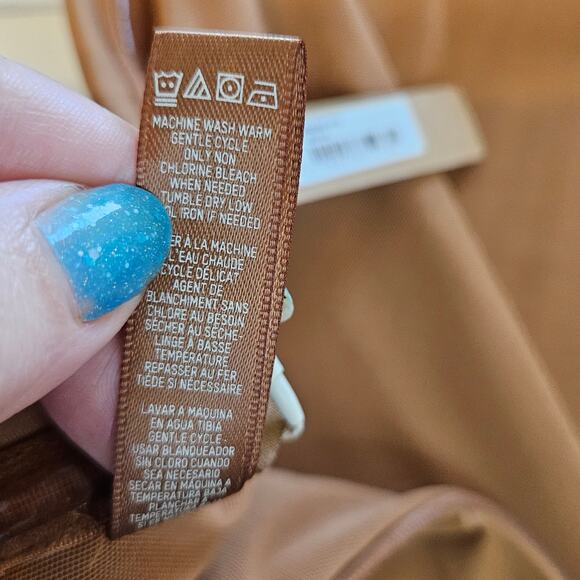 MACHINE WASH WARM
GENTLE CYCLE
ONLY NON
CHLORINE BLEACH
WHEN NEEDED
TUMBLE DRY LOW
IRON IF NEEDED
À LA MACHINE
L'EAU CHAUDE
CYCLE DÉLICAT
AGENT DE
BLANCHIMENT SANS
CHLORE AU BESOIN
SÉCHER AU SÈCHE-
LINGE À BASSE
TEMPÉRATURE
REPASSER AU FER
TIÈDE SI NÉCESSAIRE
LAVAR A MÁQUINA
EN AGUA TIBIA
GENTLE CYCLE
USAR BLANQUEADOR
SIN CLORO CUANDO
SEA NECESARIO
SECAR EN MÁQUINA A
TEMPERATURA BAJA